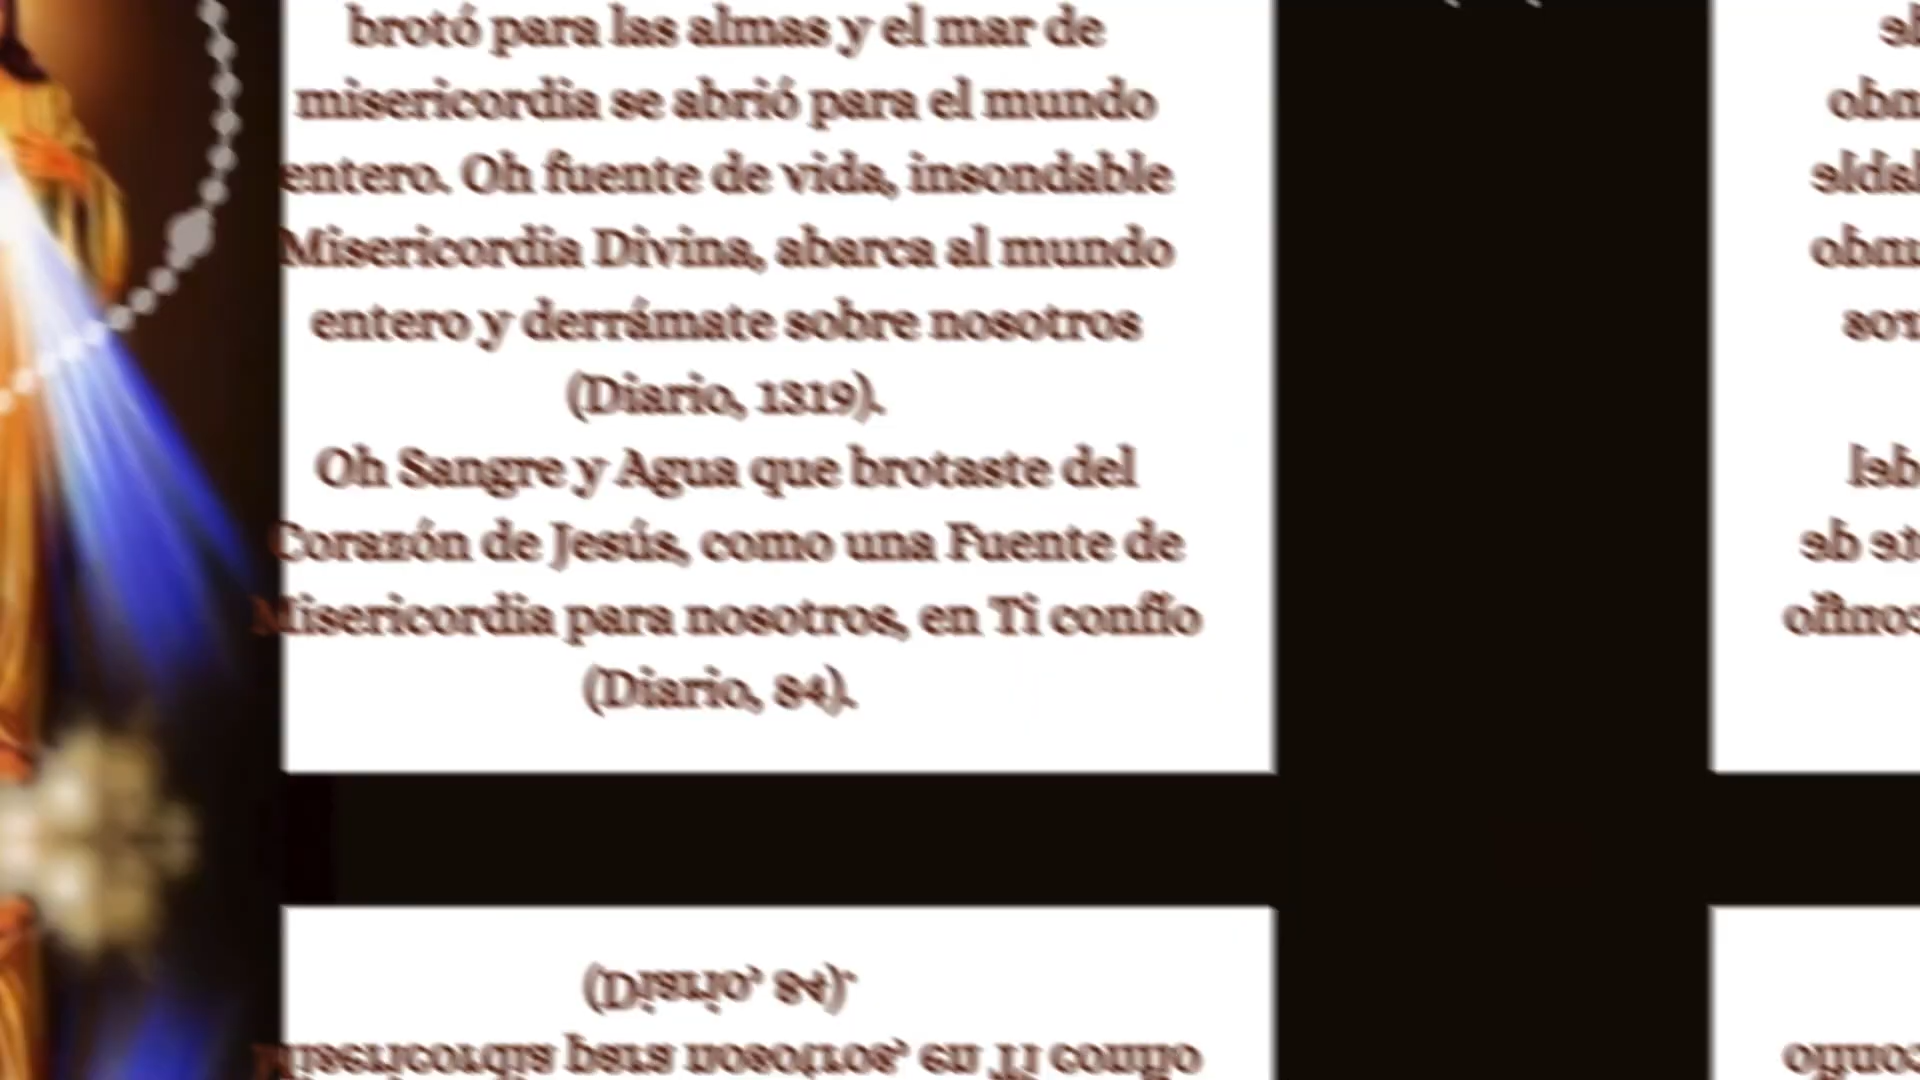 brotó para las almas y el mar de
misericordia se abrió para el mundo
entero. Oh fuente de vida, insondable
Misericordia Divina, abarca al mundo
entero y derrámate sobre nosotros
(Diario, 1319).
Oh Sangre y Agua que brotaste del
Corazón de Jesús, como una Fuente de
Misericordia para nosotros, en Ti confío
(Diario, 84).